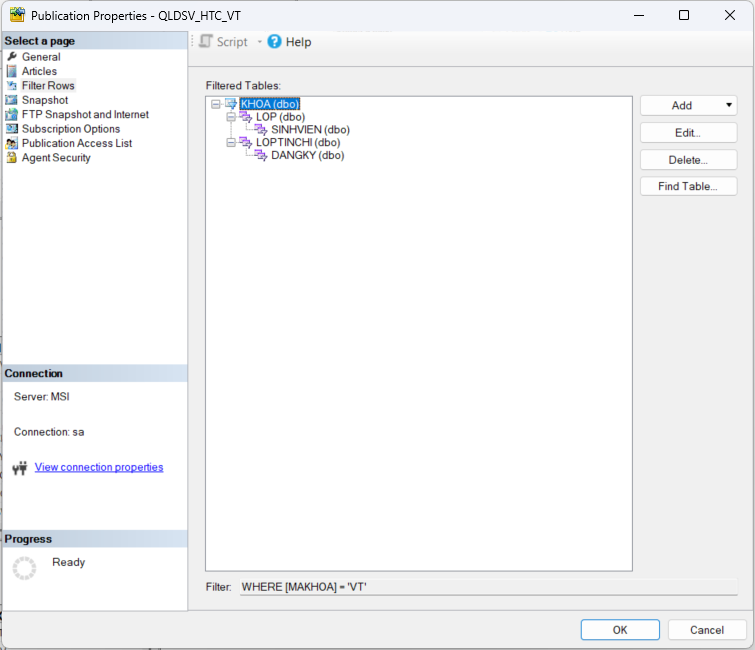 Publication Properties - QLDSV_HTC_VT
Select a page
General
Articles
Filter Rows
Snapshot
FTP Snapshot and Internet
Subscription Options
Publication Access List
Agent Security
Script
Help
Filtered Tables:
KHOA (dbo)
LOP (dbo)
SINHVIEN (dbo)
LOPTINCHI (dbo)
DANGKY (dbo)
Add
Edit...
Delete...
Find Table...
Connection
Server: MSI
Connection: sa
View connection properties
Progress
Ready
Filter: WHERE [MAKHOA] = 'VT'
OK
Cancel